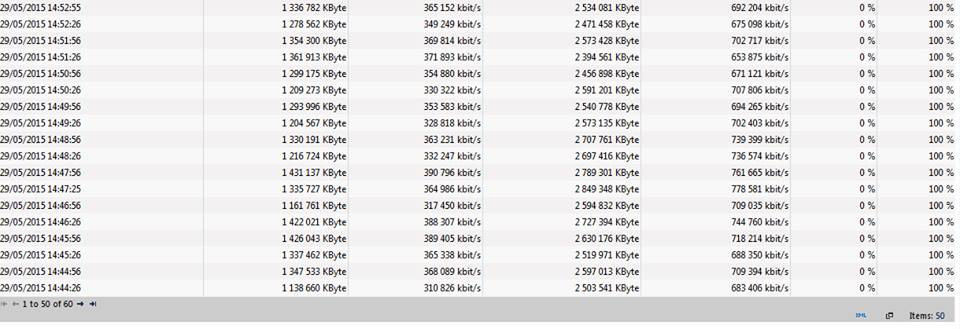 29/05/2015 14:52:55 1 336 782 KByte 365 152 kbit/s 2 534 081 KByte 692 204 kbit/s 0 % 100 %
29/05/2015 14:52:26 1 278 562 KByte 349 249 kbit/s 2 471 458 KByte 675 098 kbit/s 0 % 100 %
29/05/2015 14:51:56 1 354 300 KByte 369 814 kbit/s 2 573 428 KByte 702 717 kbit/s 0 % 100 %
29/05/2015 14:51:26 1 361 913 KByte 371 893 kbit/s 2 394 561 KByte 653 875 kbit/s 0 % 100 %
29/05/2015 14:50:56 1 299 175 KByte 354 880 kbit/s 2 456 898 KByte 671 121 kbit/s 0 % 100 %
29/05/2015 14:50:26 1 209 273 KByte 330 322 kbit/s 2 591 201 KByte 707 806 kbit/s 0 % 100 %
29/05/2015 14:49:56 1 293 996 KByte 353 583 kbit/s 2 540 778 KByte 694 265 kbit/s 0 % 100 %
29/05/2015 14:49:26 1 204 567 KByte 328 818 kbit/s 2 573 135 KByte 702 403 kbit/s 0 % 100 %
29/05/2015 14:48:56 1 330 191 KByte 363 231 kbit/s 2 707 761 KByte 739 399 kbit/s 0 % 100 %
29/05/2015 14:48:26 1 216 724 KByte 332 247 kbit/s 2 697 416 KByte 736 574 kbit/s 0 % 100 %
29/05/2015 14:47:56 1 431 137 KByte 390 796 kbit/s 2 789 301 KByte 761 665 kbit/s 0 % 100 %
29/05/2015 14:47:25 1 335 727 KByte 364 986 kbit/s 2 849 348 KByte 778 581 kbit/s 0 % 100 %
29/05/2015 14:46:56 1 161 761 KByte 317 450 kbit/s 2 594 832 KByte 709 035 kbit/s 0 % 100 %
29/05/2015 14:46:26 1 422 021 KByte 388 307 kbit/s 2 727 394 KByte 744 760 kbit/s 0 % 100 %
29/05/2015 14:45:56 1 426 043 KByte 389 405 kbit/s 2 630 176 KByte 718 214 kbit/s 0 % 100 %
29/05/2015 14:45:26 1 337 462 KByte 365 338 kbit/s 2 519 971 KByte 688 350 kbit/s 0 % 100 %
29/05/2015 14:44:56 1 347 533 KByte 368 089 kbit/s 2 597 013 KByte 709 394 kbit/s 0 % 100 %
29/05/2015 14:44:26 1 138 660 KByte 310 826 kbit/s 2 503 541 KByte 683 406 kbit/s 0 % 100 %
1 to 50 of 60
XML Items: 50